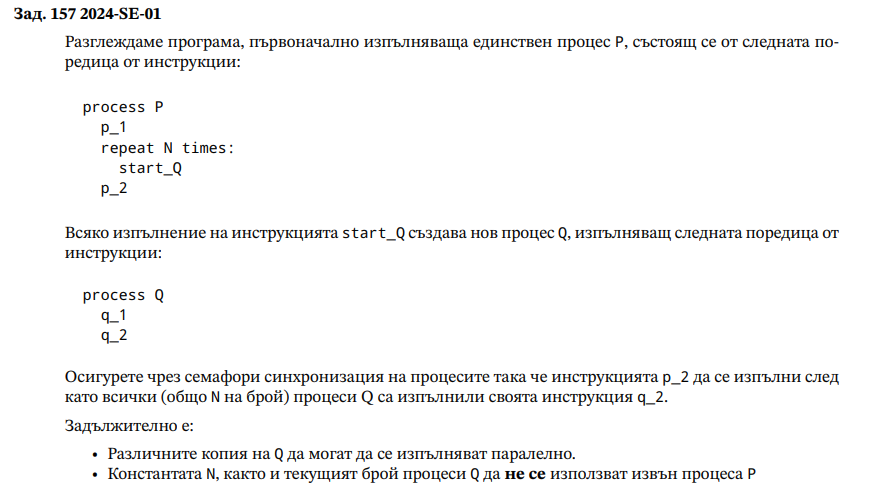 Зад. 157 2024-SE-01
Разглеждаме програма, първоначално изпълняваща единствен процес P, състоящ се от следната по-
редица от инструкции:
process P
p_1
repeat N times:
start_Q
p_2
Всяко изпълнение на инструкцията start_Q създава нов процес Q, изпълняващ следната поредица от
инструкции:
process Q
q_1
q_2
Осигурете чрез семафори синхронизация на процесите така че инструкцията p_2 да се изпълни след
като всички (общо N на брой) процеси Q са изпълнили своята инструкция q_2.
Задължително е:
• Различните копия на Q да могат да се изпълняват паралелно.
• Константата N, както и текущият брой процеси Q да не се използват извън процеса P